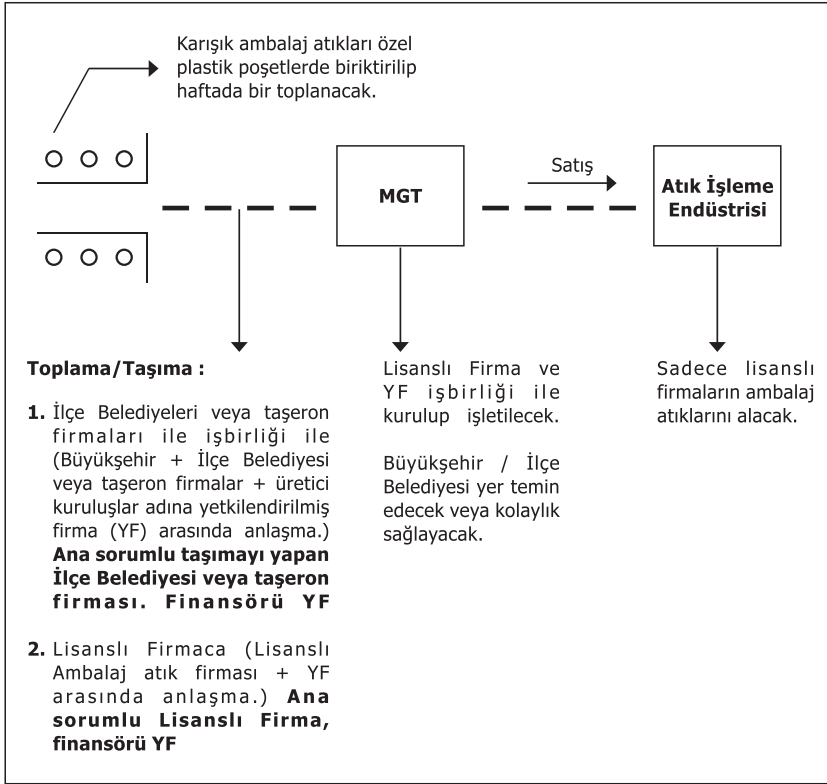 Karışık ambalaj atıkları özel
plastik poşetlerde biriktirilip
haftada bir toplanacak.
MGT
Satış
Atık İşleme
Endüstrisi
Toplama/Taşıma :
1. İlçe Belediyeleri veya taşeron
firmaları ile işbirliği ile
(Büyükşehir + İlçe Belediyesi
veya taşeron firmalar + üretici
kuruluşlar adına yetkilendirilmiş
firma (YF) arasında anlaşma.)
Ana sorumlu taşımayı yapan
İlçe Belediyesi veya taşeron
firması. Finansörü YF
2. Lisanslı Firmaca (Lisanslı
Ambalaj atık firması + YF
arasında anlaşma.) Ana
sorumlu Lisanslı Firma,
finansörü YF
Lisanslı Firma ve
YF işbirliği ile
kurulup işletilecek.
Büyükşehir / İlçe
Belediyesi yer temin
edecek veya kolaylık
sağlayacak.
Sadece lisanslı
firmaların ambalaj
atıklarını alacak.